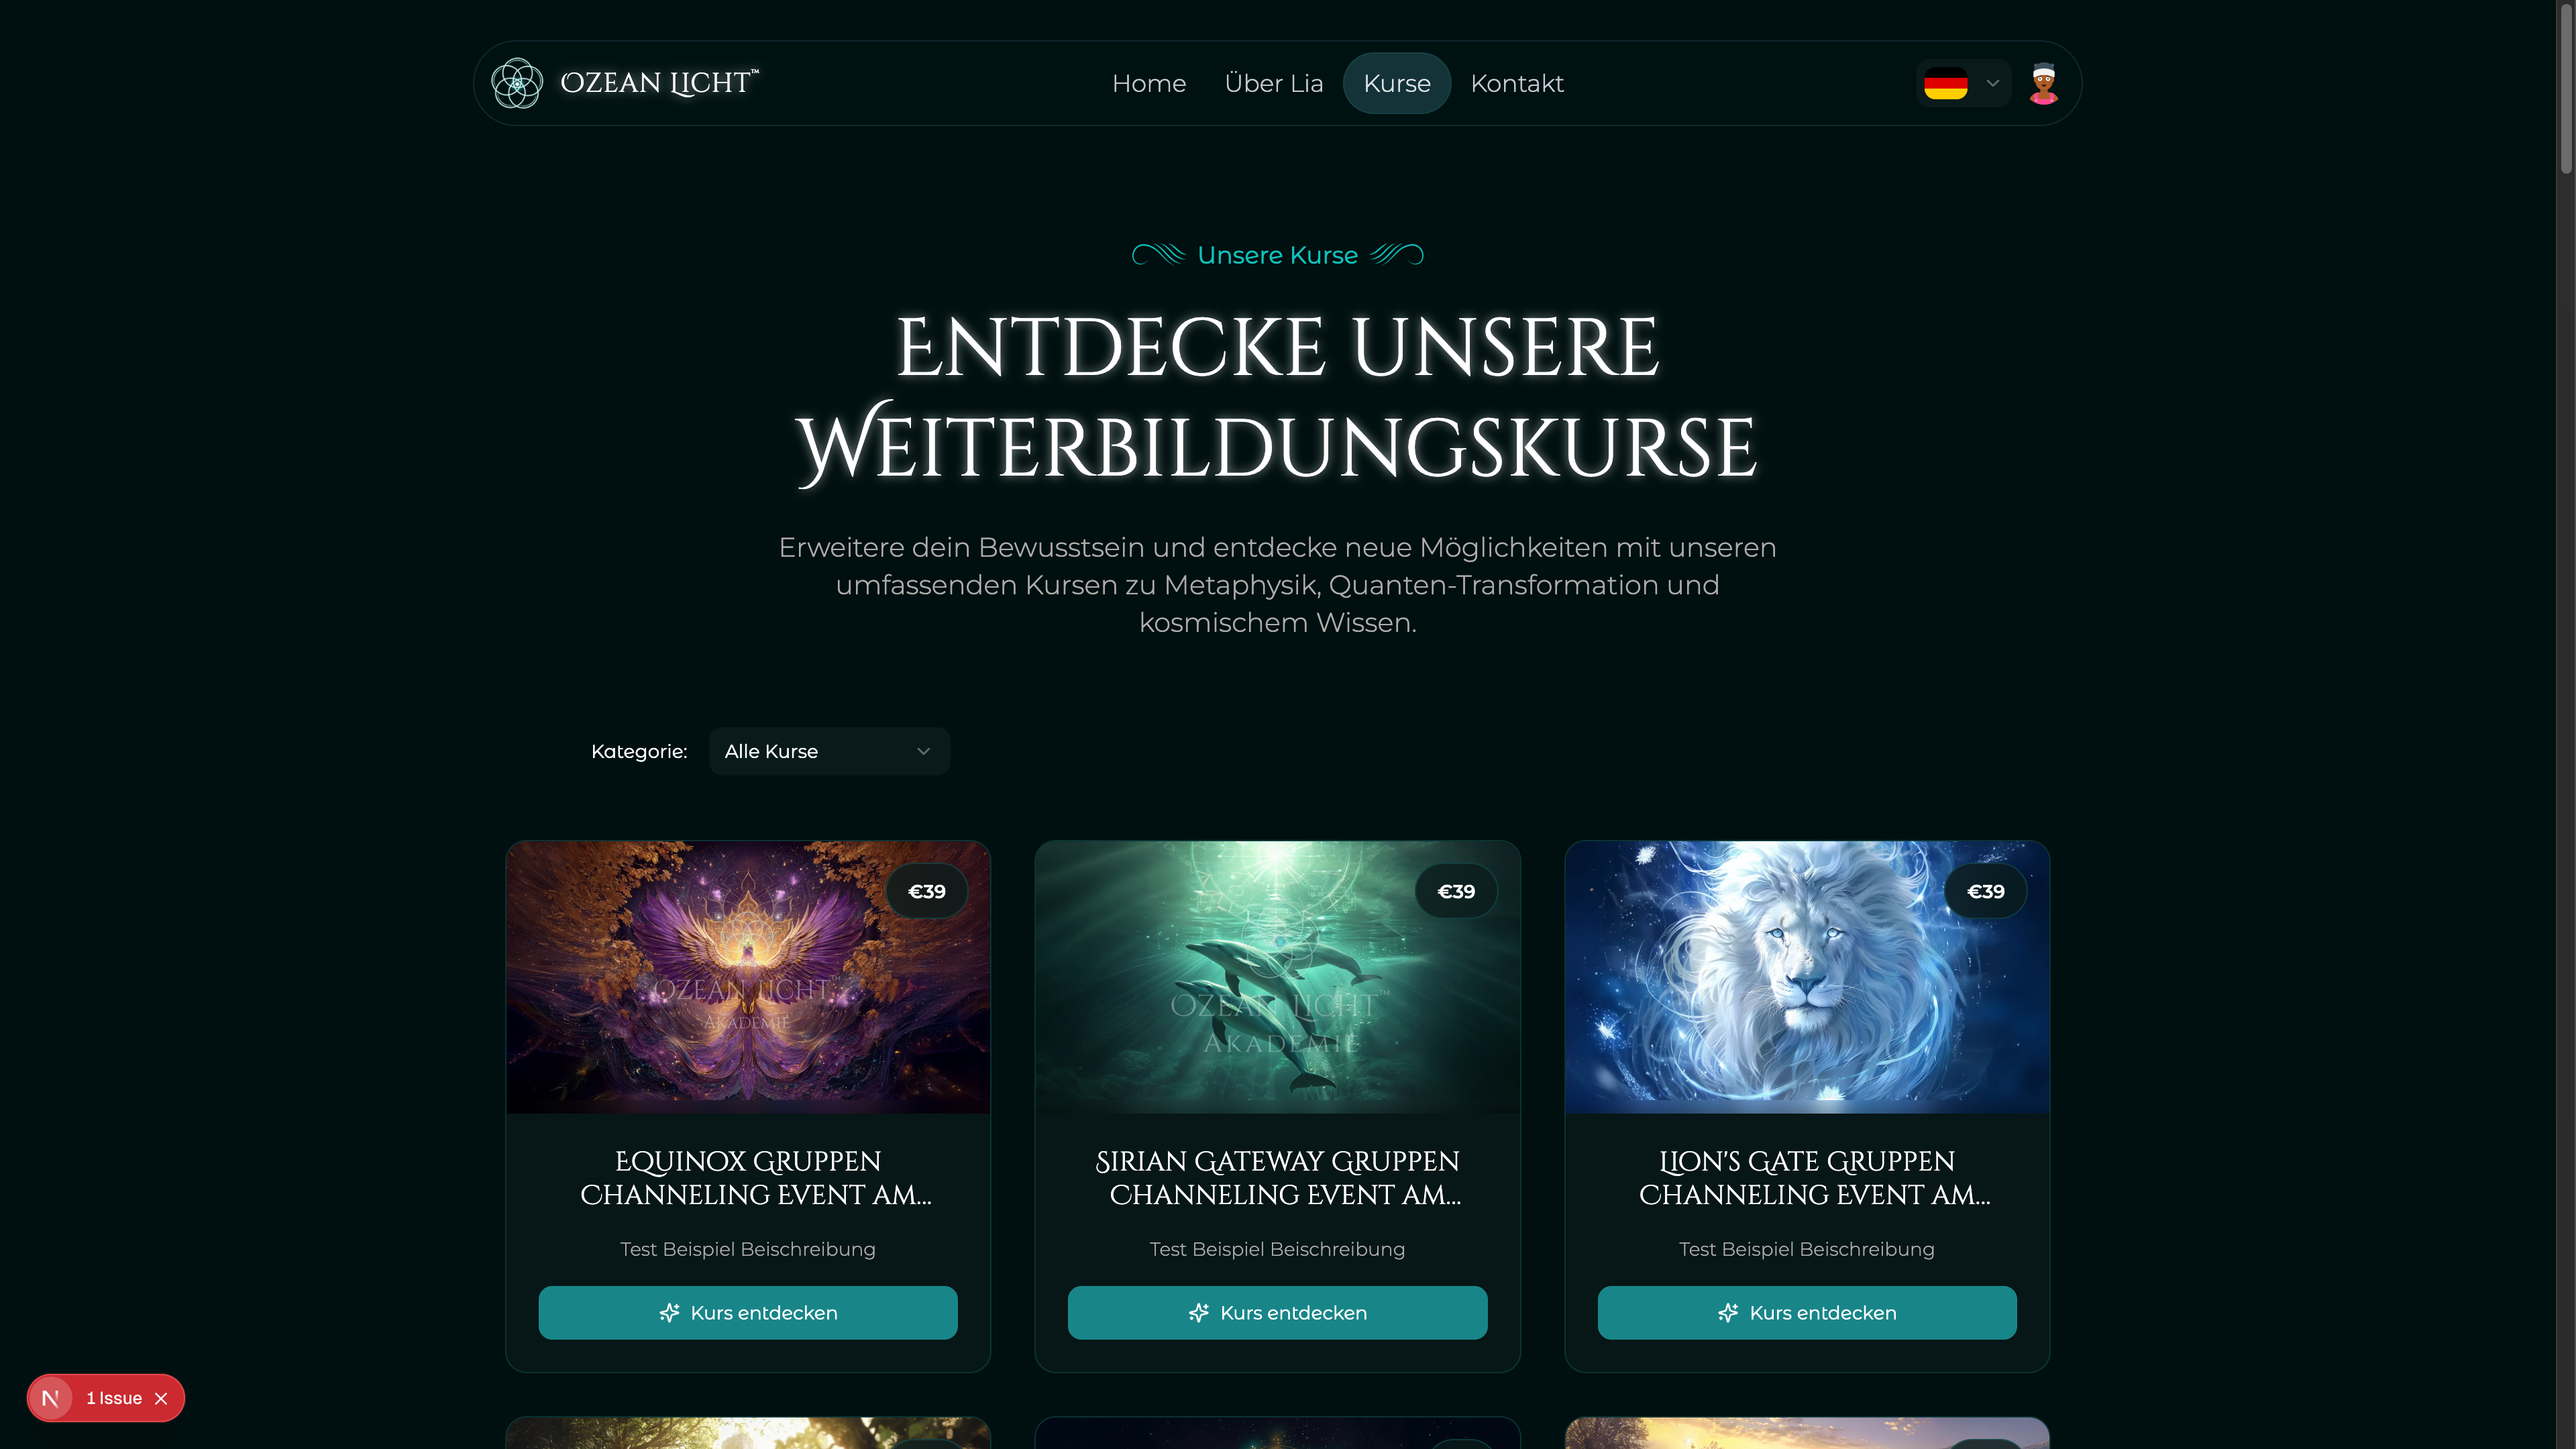 Ozean Licht™
Home
Über Lia
Kurse
Kontakt
Unsere Kurse
Entdecke unsere
Weiterbildungskurse
Erweitere dein Bewusstsein und entdecke neue Möglichkeiten mit unseren
umfassenden Kursen zu Metaphysik, Quanten-Transformation und
kosmischem Wissen.
Kategorie:
Alle Kurse
€39
Ozean Licht™
Akademie
Equinox Gruppen
Channeling Event am...
Test Beispiel Beischreibung
Kurs entdecken
€39
Ozean Licht™
Akademie
Sirian Gateway Gruppen
Channeling Event am...
Test Beispiel Beischreibung
Kurs entdecken
€39
Lion's Gate Gruppen
Channeling Event am...
Test Beispiel Beischreibung
Kurs entdecken
N
1 Issue